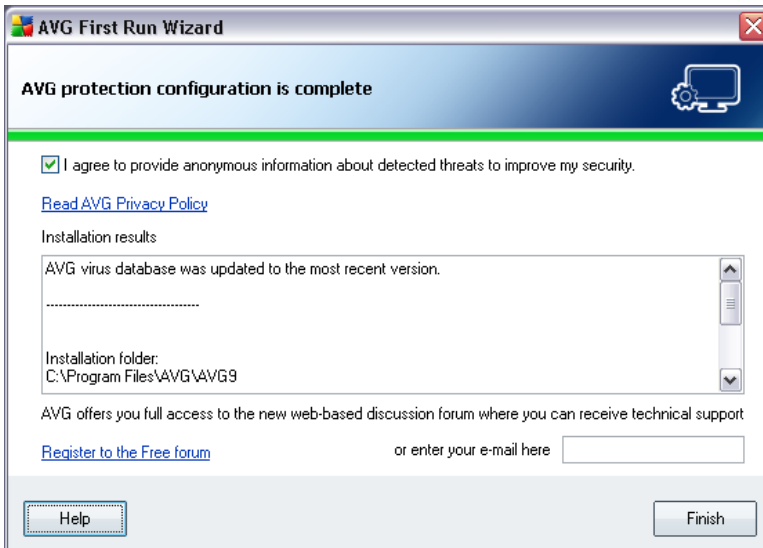 AVG First Run Wizard
AVG protection configuration is complete
I agree to provide anonymous information about detected threats to improve my security.
Read AVG Privacy Policy
Installation results
AVG virus database was updated to the most recent version.
-----------------------------------
Installation folder:
C:\Program Files\AVG\AVG9
AVG offers you full access to the new web-based discussion forum where you can receive technical support
Register to the Free forum
or enter your e-mail here
Help
Finish